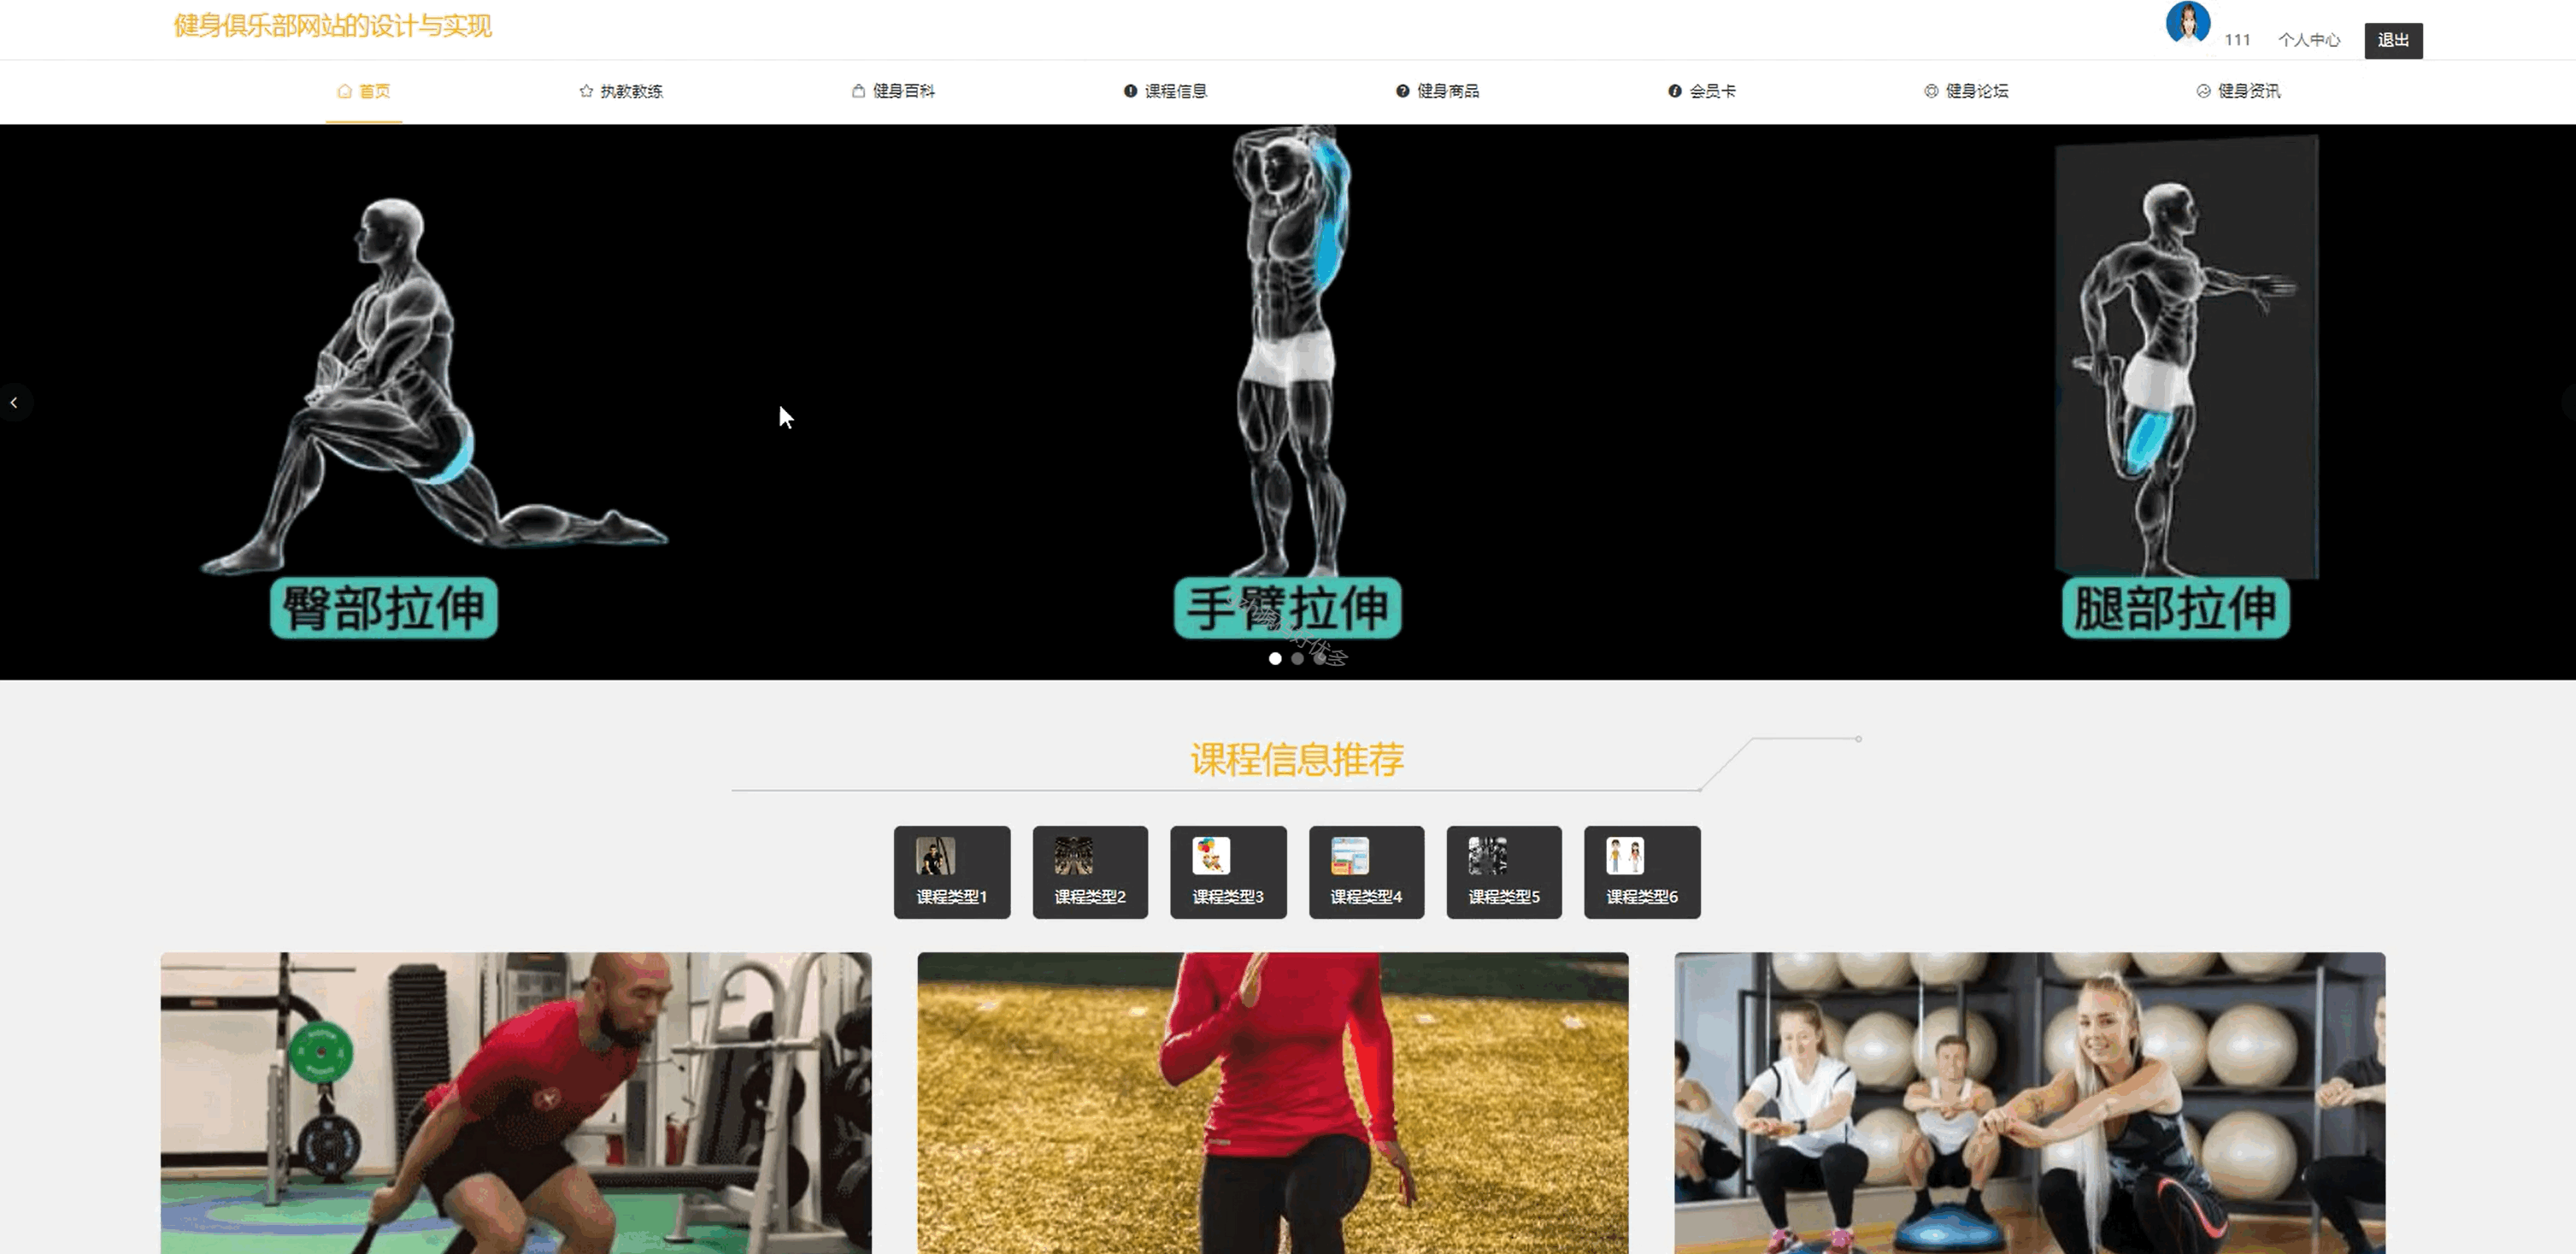 健身俱乐部网站的设计与实现
111 个人中心 退出
首页 执教教练 健身百科 课程信息 健身商品 会员卡 健身论坛 健身资讯
臀部拉伸 手臂拉伸 腿部拉伸
课程信息推荐
课程类型1 课程类型2 课程类型3 课程类型4 课程类型5 课程类型6